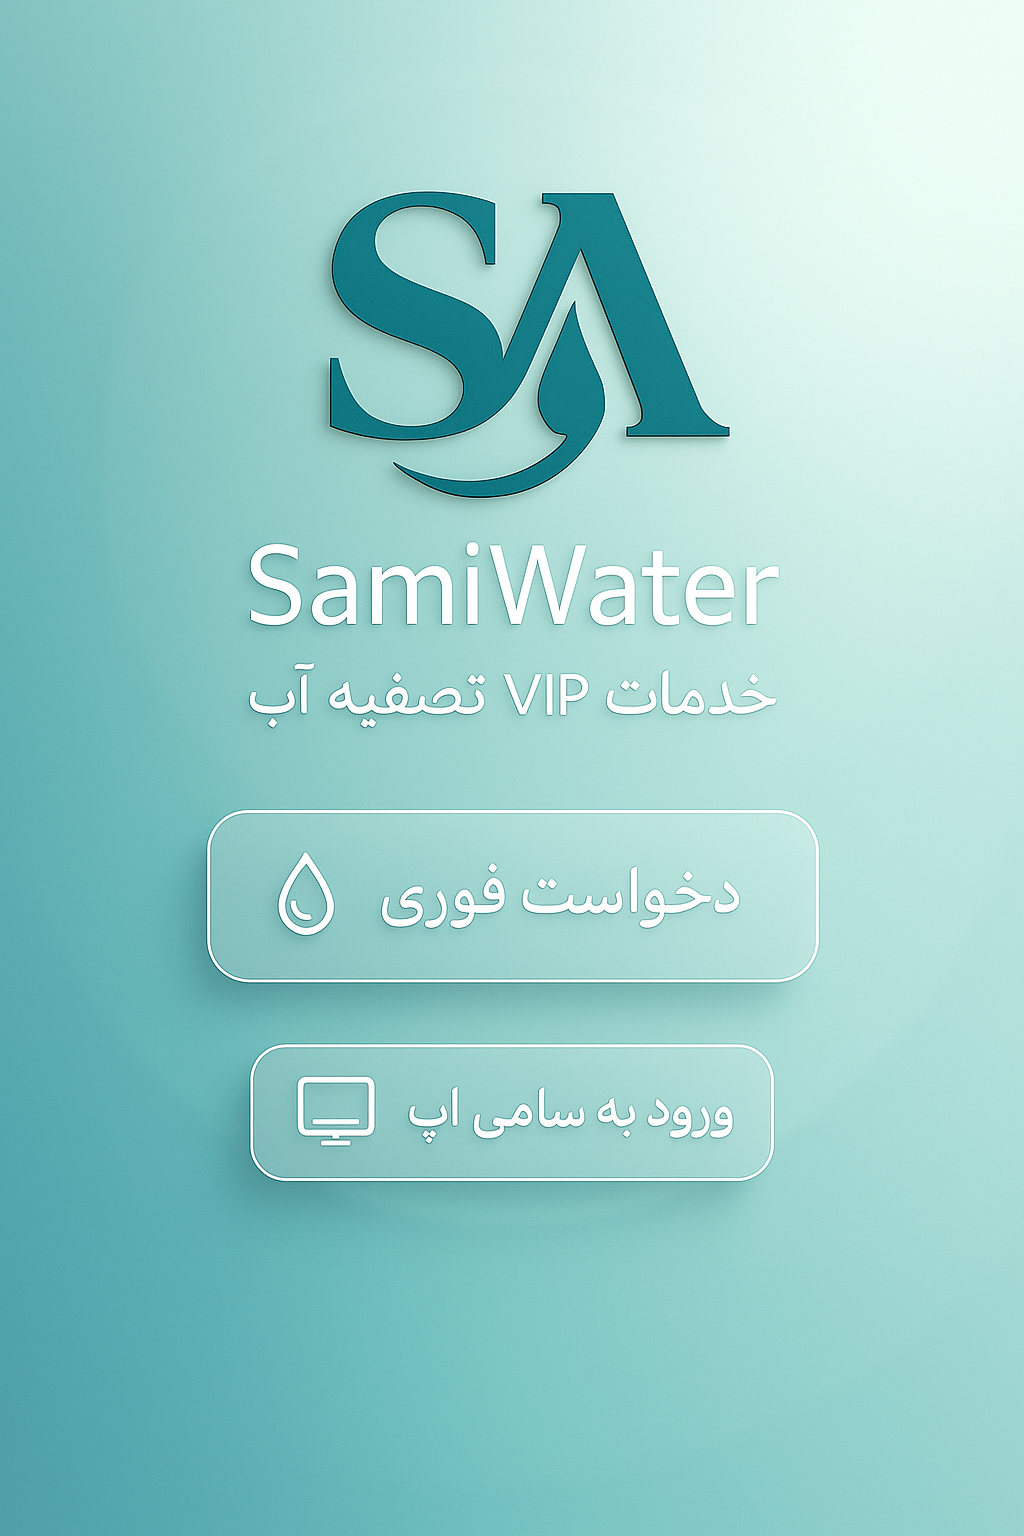 SA
SamiWater
خدمات VIP تصفیه آب
دخواست فوری
ورود به سامی اپ